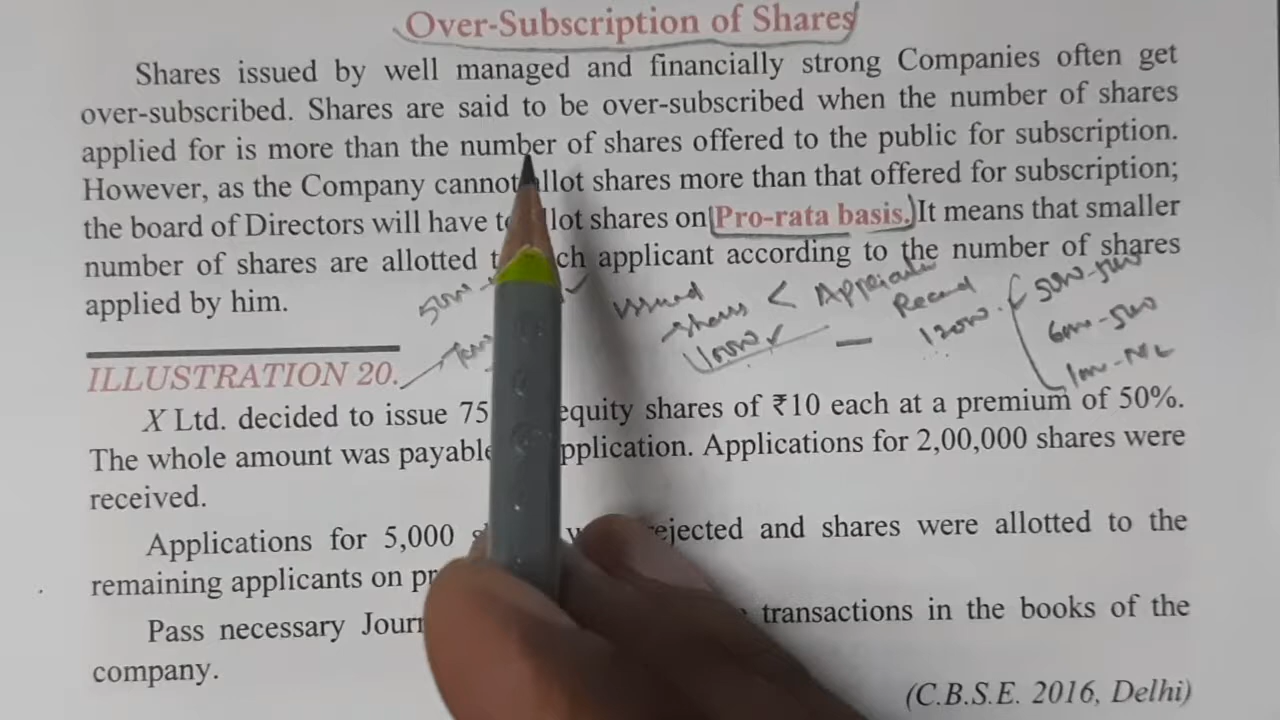 Over-Subscription of Shares
Shares issued by well managed and financially strong Companies often get
over-subscribed. Shares are said to be over-subscribed when the number of shares
applied for is more than the number of shares offered to the public for subscription.
However, as the Company cannot allot shares more than that offered for subscription;
the board of Directors will have to allot shares on Pro-rata basis. It means that smaller
number of shares are allotted ch applicant according to the number of shares
applied by him.
Issued
Shares <
ILLUSTRATION 20.
X Ltd. decided to issue 75 equity shares of ₹10 each at a premium of 50%.
The whole amount was payable pplication. Applications for 2,00,000 shares were
received.
Applications for 5,000 ejected and shares were allotted to the
remaining applicants on pr
Pass necessary Jour transactions in the books of the
company.
(C.B.S.E. 2016, Delhi)